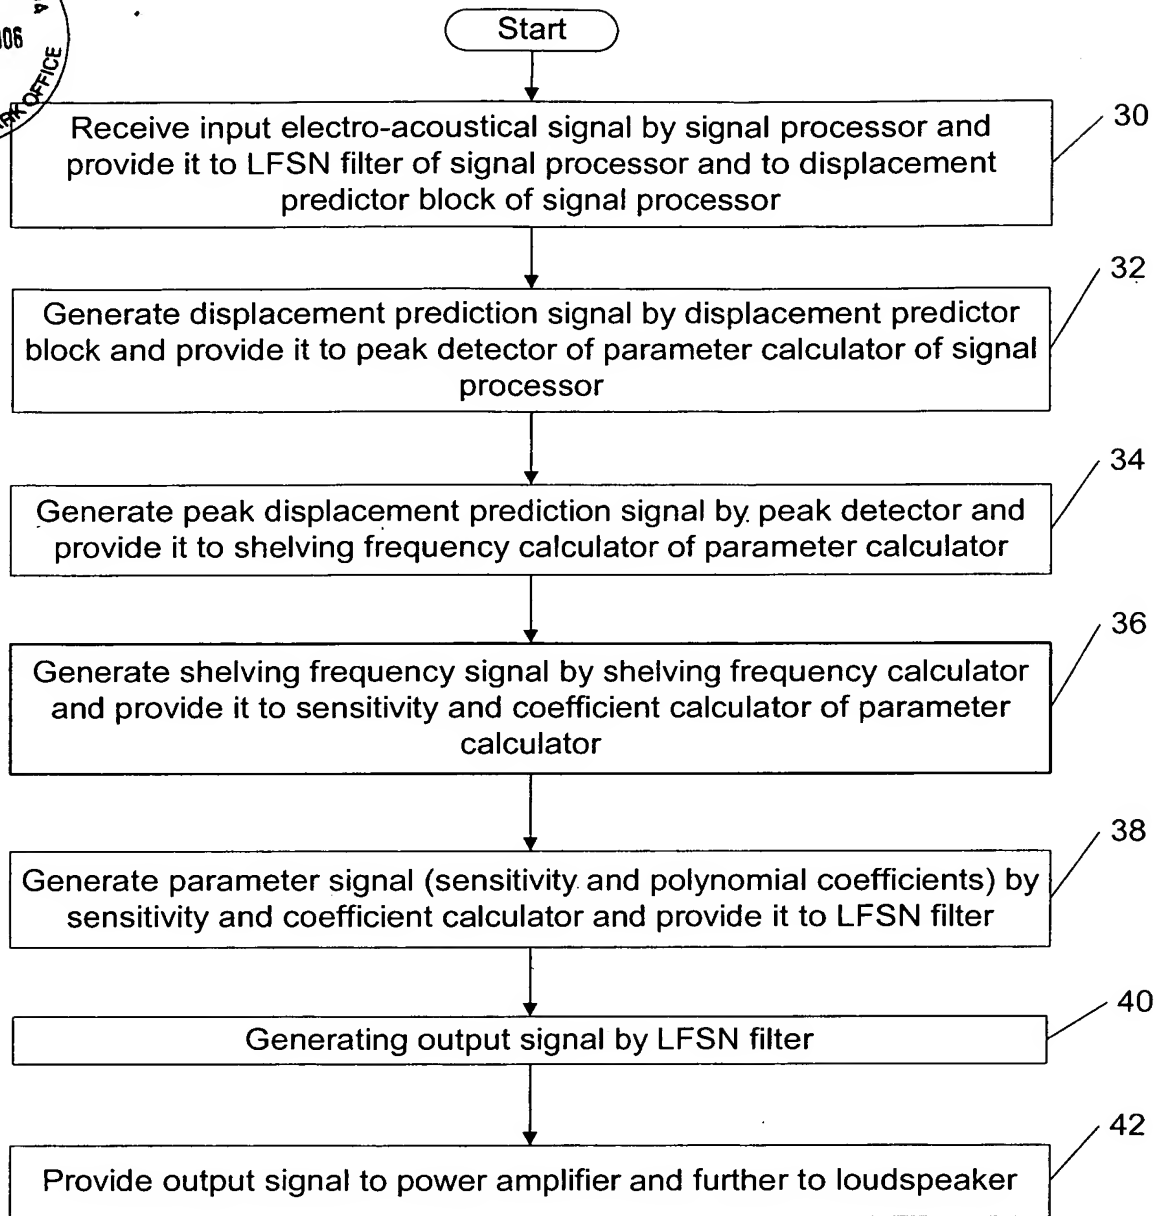 06
OFFICE
Start
Receive input electro-acoustical signal by signal processor and
provide it to LFSN filter of signal processor and to displacement
predictor block of signal processor
30
Generate displacement prediction signal by displacement predictor
block and provide it to peak detector of parameter calculator of signal
processor
32
Generate peak displacement prediction signal by peak detector and
provide it to shelving frequency calculator of parameter calculator
34
Generate shelving frequency signal by shelving frequency calculator
and provide it to sensitivity and coefficient calculator of parameter
calculator
36
Generate parameter signal (sensitivity and polynomial coefficients) by
sensitivity and coefficient calculator and provide it to LFSN filter
38
Generating output signal by LFSN filter
40
Provide output signal to power amplifier and further to loudspeaker
42